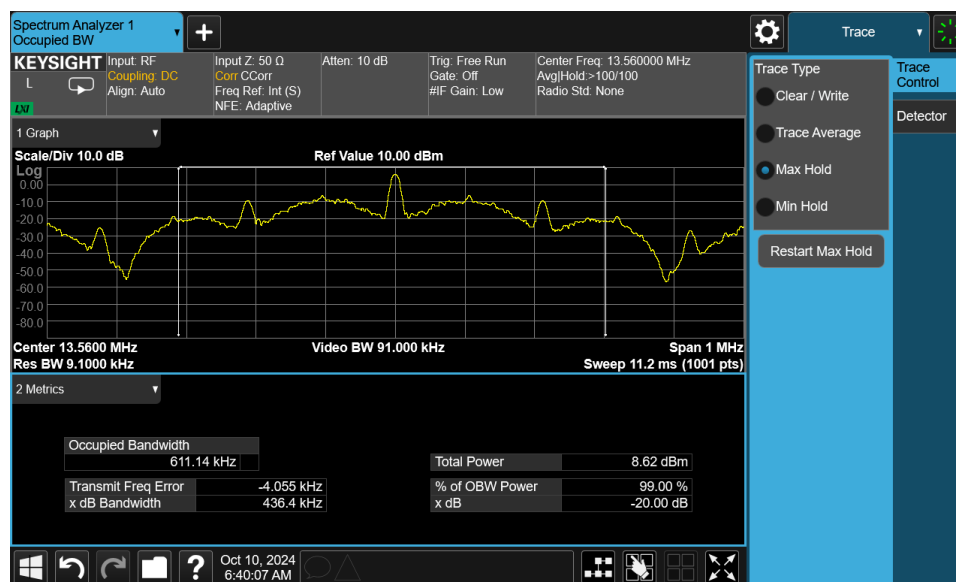 Spectrum Analyzer 1
Occupied BW
+
Trace
KEYSIGHT
L
LXI
Input: RF
Coupling: DC
Align: Auto
Input Z: 50 Ω
Corr CCorr
Freq Ref: Int (S)
NFE: Adaptive
Atten: 10 dB
Trig: Free Run
Gate: Off
#IF Gain: Low
Center Freq: 13.560000 MHz
Avg|Hold:>100/100
Radio Std: None
1 Graph
Scale/Div 10.0 dB
Ref Value 10.00 dBm
Log
0.00
-10.0
-20.0
-30.0
-40.0
-50.0
-60.0
-70.0
-80.0
Center 13.5600 MHz
Video BW 91.000 kHz
Span 1 MHz
Res BW 9.1000 kHz
Sweep 11.2 ms (1001 pts)
2 Metrics
Occupied Bandwidth
611.14 kHz
Total Power 8.62 dBm
Transmit Freq Error -4.055 kHz
% of OBW Power 99.00 %
x dB Bandwidth 436.4 kHz
x dB -20.00 dB
Trace Type
Clear / Write
Trace Average
Max Hold
Min Hold
Restart Max Hold
Trace
Control
Detector
?
Oct 10, 2024
6:40:07 AM